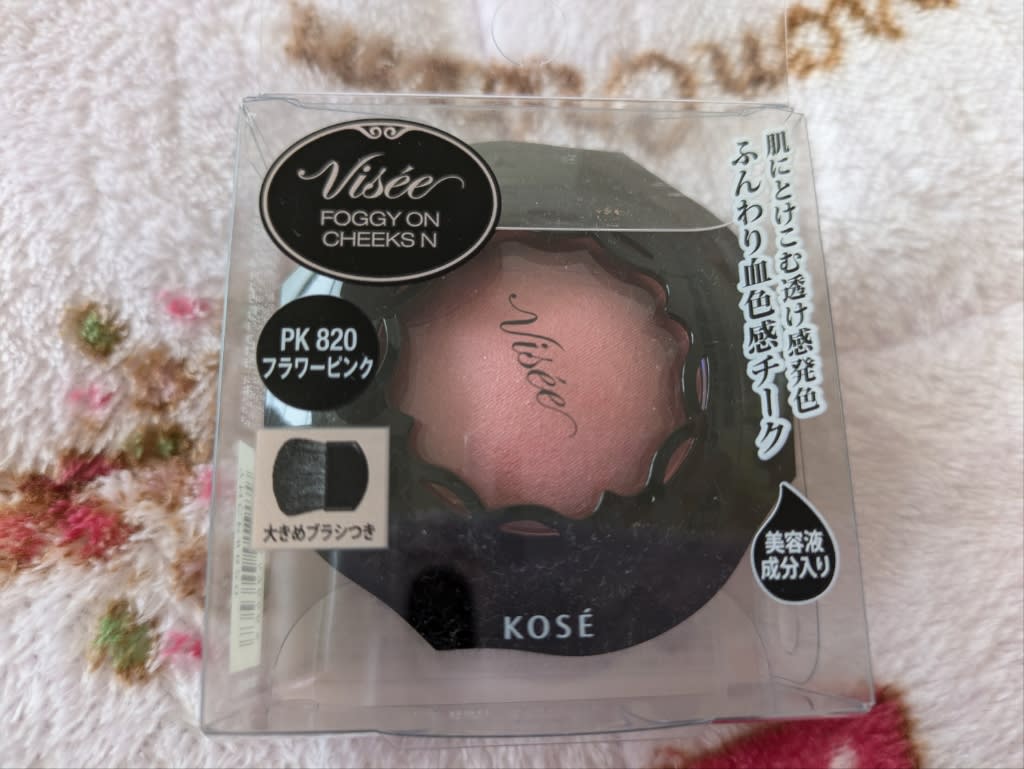 Visée
FOGGY ON
CHEEKS N
PK 820
フラワーピンク
大きめブラシつき
Visée
肌にとけこむ透け感発色
ふんわり血色感チーク
美容液
成分入り
KOSÉ